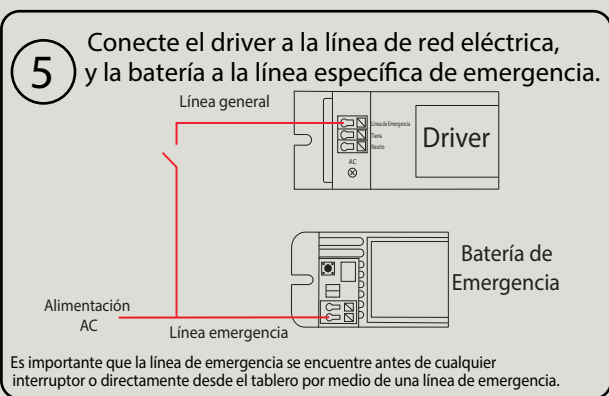 5
Conecte el driver a la línea de red eléctrica,
y la batería a la línea específica de emergencia.
Línea general
Línea de Emergencia
Tierra
Neutro
AC
Driver
Batería de
Emergencia
Alimentación
AC
Línea emergencia
Es importante que la línea de emergencia se encuentre antes de cualquier
interruptor o directamente desde el tablero por medio de una línea de emergencia.